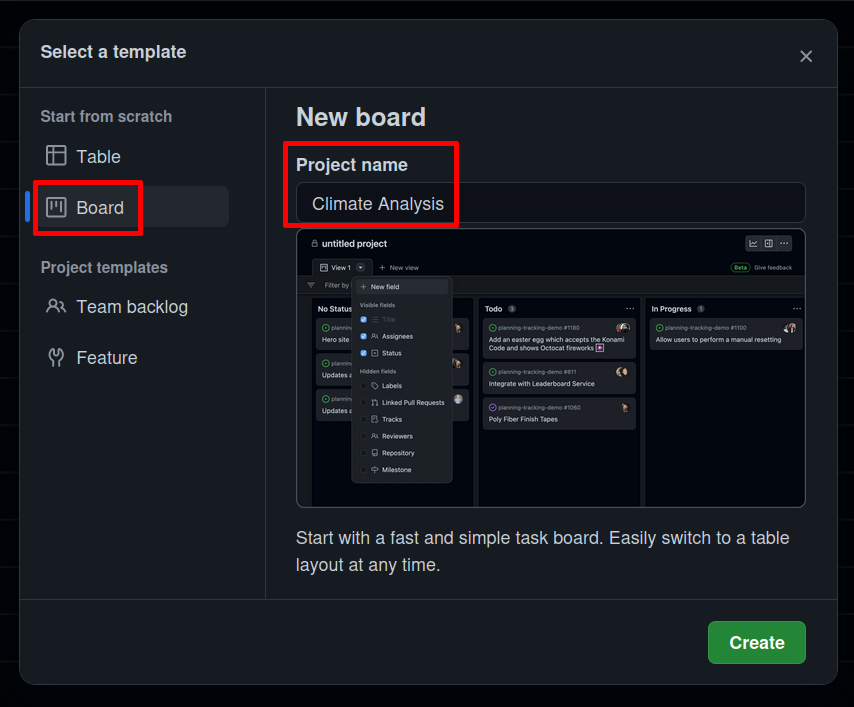 Select a template
Start from scratch
Table
Board
Project templates
Team backlog
Feature
New board
Project name
Climate Analysis
untitled project
View 1
New view
Beta Give feedback
Filter by
New field
Visible fields
Title
Assignees
Status
Hidden fields
Labels
Linked Pull Requests
Tracks
Reviewers
Repository
Milestone
No Status
Hero site
Updates a
Updates a
Todo 3
planning-tracking-demo #1180
Add an easter egg which accepts the Konami
Code and shows Octocat fireworks
planning-tracking-demo #811
Integrate with Leaderboard Service
planning-tracking-demo #1060
Poly Fiber Finish Tapes
In Progress 1
planning-tracking-demo #1100
Allow users to perform a manual resetting
Start with a fast and simple task board. Easily switch to a table
layout at any time.
Create